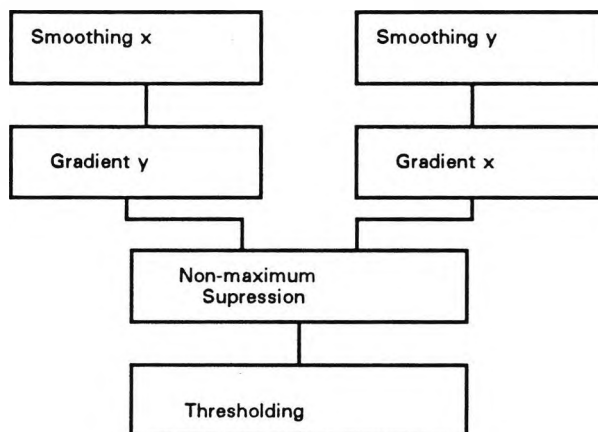 Smoothing x
Smoothing y
Gradient y
Gradient x
Non-maximum
Supression
Thresholding